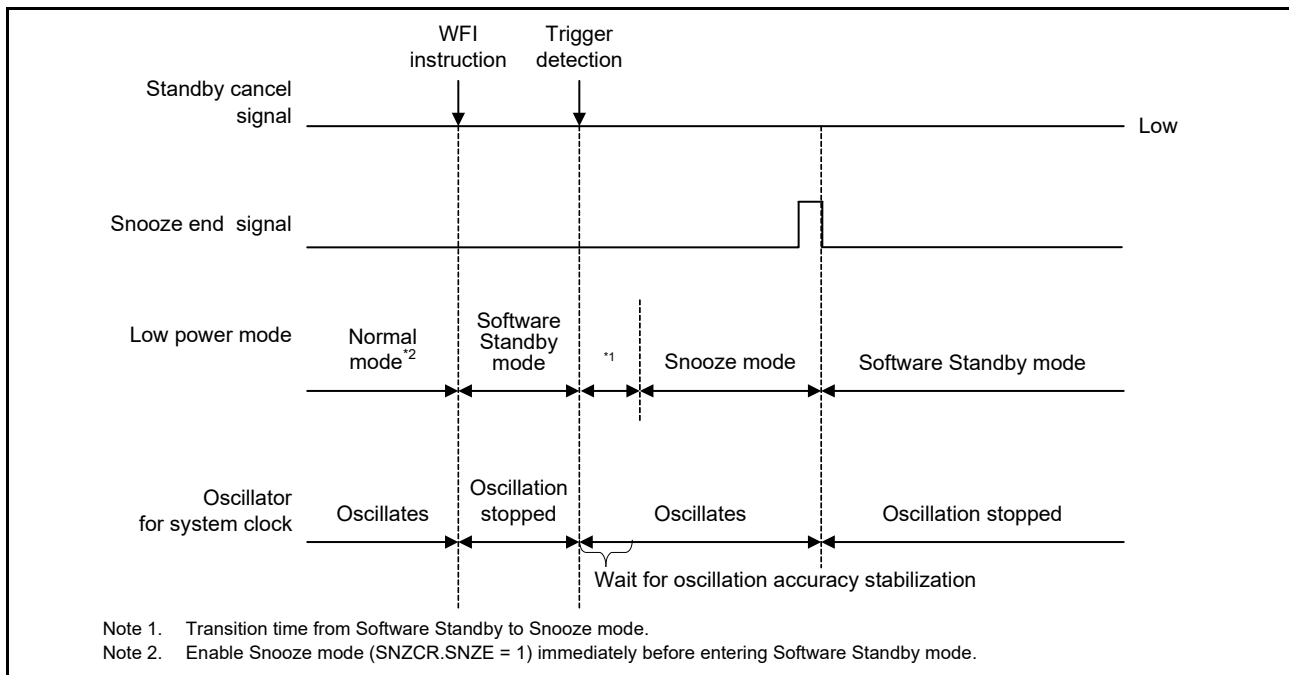 WFI
instruction
Trigger
detection
Standby cancel
signal
Low
Snooze end  signal
Low power mode
Normal
mode*2
Software
Standby
mode
*1
Snooze mode
Software Standby mode
Oscillator
for system clock
Oscillates
Oscillation
stopped
Oscillates
Oscillation stopped
Wait for oscillation accuracy stabilization
Note 1. Transition time from Software Standby to Snooze mode.
Note 2. Enable Snooze mode (SNZCR.SNZE = 1) immediately before entering Software Standby mode.